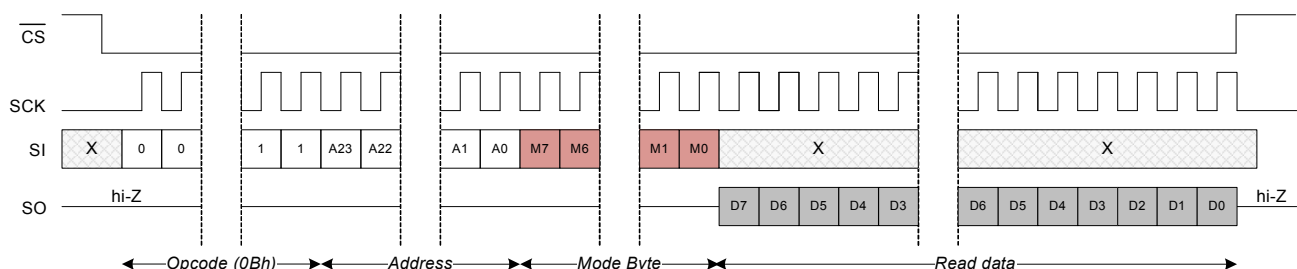 CS
SCK
SI X 0 0 1 1 A23 A22 A1 A0 M7 M6 M1 M0 X X
hi-Z hi-Z
SO D7 D6 D5 D4 D3 D6 D5 D4 D3 D2 D1 D0
Opcode (0Bh) Address Mode Byte Read data